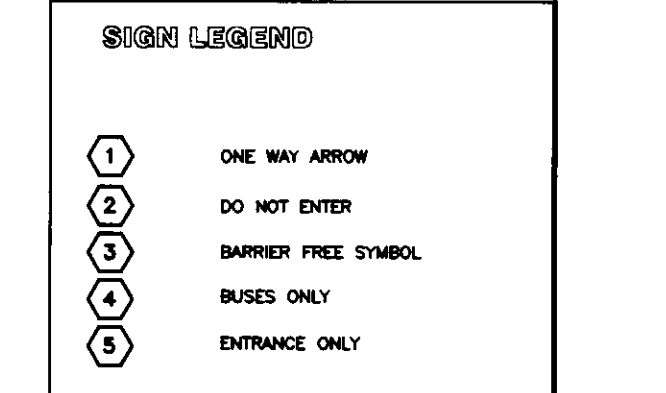 SIGN LEGEND
1 ONE WAY ARROW
2 DO NOT ENTER
3 BARRIER FREE SYMBOL
4 BUSES ONLY
5 ENTRANCE ONLY